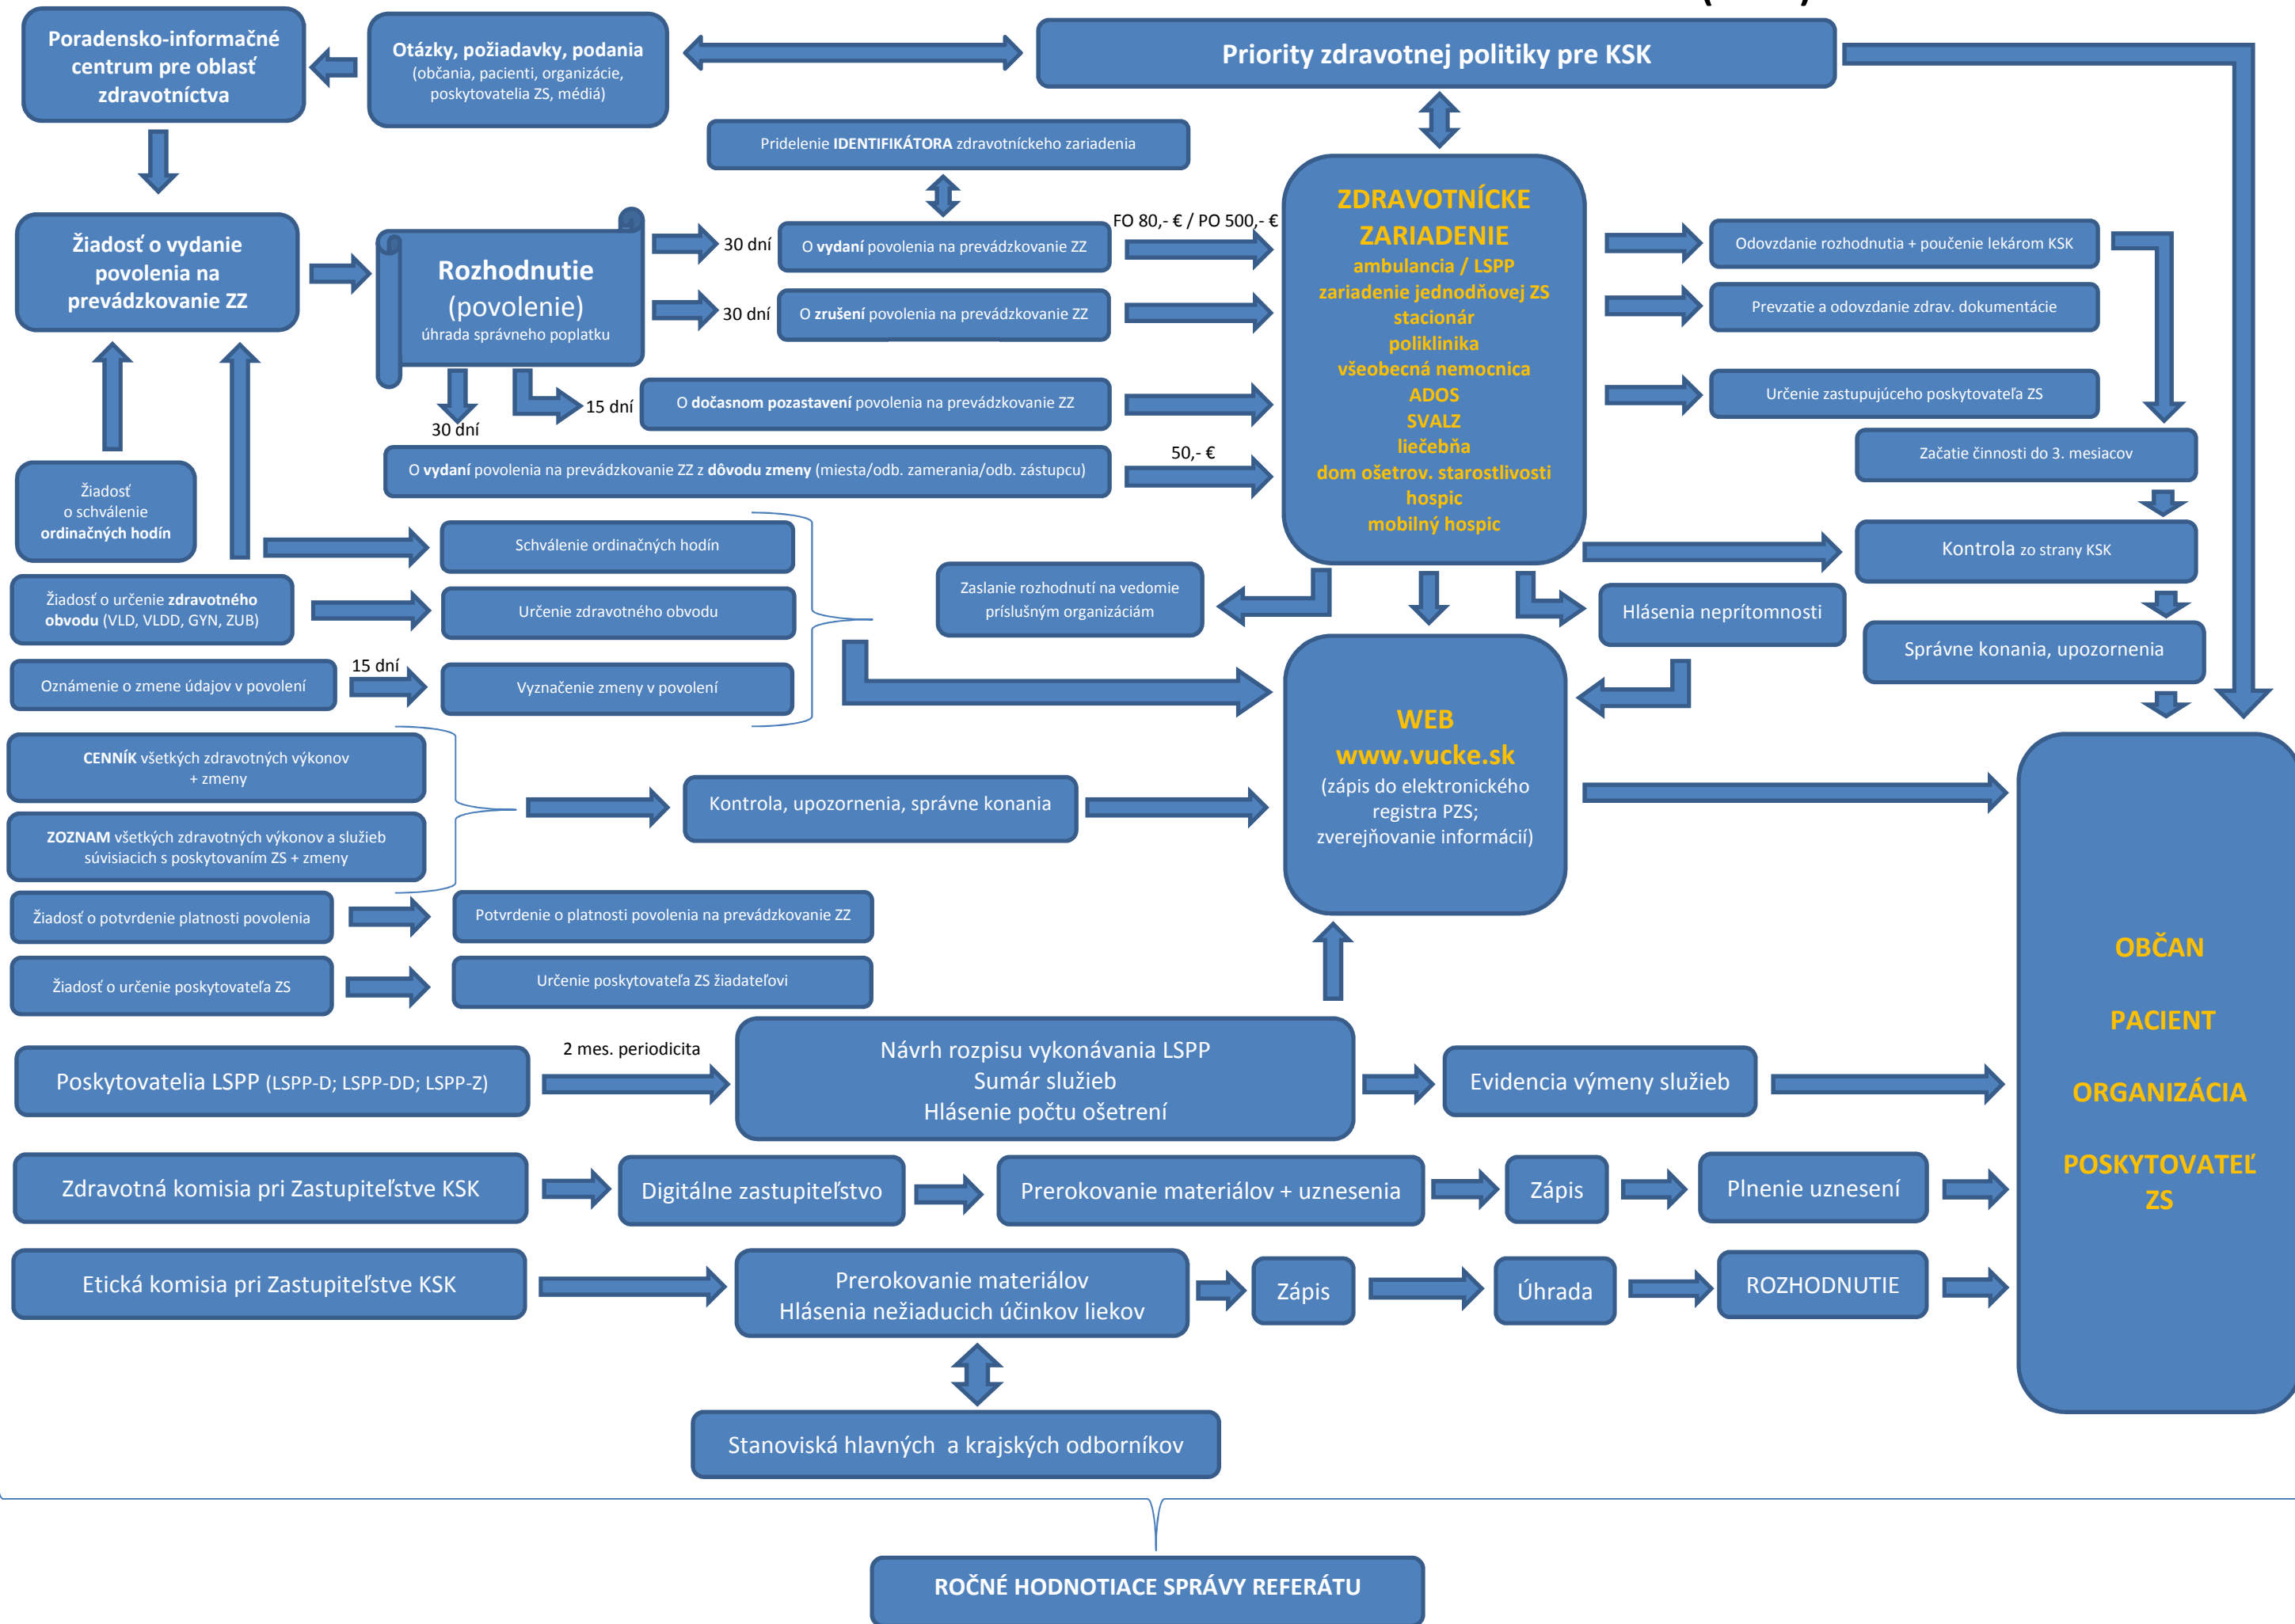 Poradensko-informačné
centrum pre oblasť
zdravotníctva
Otázky, požiadavky, podania
(občania, pacienti, organizácie,
poskytovatelia ZS, médiá)
Priority zdravotnej politiky pre KSK
Pridelenie IDENTIFIKÁTORA zdravotníckeho zariadenia
Žiadosť o vydanie
povolenia na
prevádzkovanie ZZ
Rozhodnutie
(povolenie)
úhrada správneho poplatku
30 dní
O vydaní povolenia na prevádzkovanie ZZ
FO 80,- € / PO 500,- €
30 dní
O zrušení povolenia na prevádzkovanie ZZ
15 dní
O dočasnom pozastavení povolenia na prevádzkovanie ZZ
30 dní
O vydaní povolenia na prevádzkovanie ZZ z dôvodu zmeny (miesta/odb. zamerania/odb. zástupcu)
50,- €
ZDRAVOTNÍCKE
ZARIADENIE
ambulancia / LSPP
zariadenie jednodňovej ZS
stacionár
poliklinika
všeobecná nemocnica
ADOS
SVALZ
liečebňa
dom ošetrov. starostlivosti
hospic
mobilný hospic
Odovzdanie rozhodnutia + poučenie lekárom KSK
Prevzatie a odovzdanie zdrav. dokumentácie
Určenie zastupujúceho poskytovateľa ZS
Začatie činnosti do 3. mesiacov
Kontrola zo strany KSK
Správne konania, upozornenia
Žiadosť
o schválenie
ordinačných hodín
Schválenie ordinačných hodín
Žiadosť o určenie zdravotného
obvodu (VLD, VLDD, GYN, ZUB)
Určenie zdravotného obvodu
Oznámenie o zmene údajov v povolení
15 dní
Vyznačenie zmeny v povolení
Zaslanie rozhodnutí na vedomie
príslušným organizáciám
Hlásenia neprítomnosti
WEB
www.vucke.sk
(zápis do elektronického
registra PZS;
zverejňovanie informácií)
CENNÍK všetkých zdravotných výkonov
+ zmeny
ZOZNAM všetkých zdravotných výkonov a služieb
súvisiacich s poskytovaním ZS + zmeny
Kontrola, upozornenia, správne konania
Žiadosť o potvrdenie platnosti povolenia
Potvrdenie o platnosti povolenia na prevádzkovanie ZZ
Žiadosť o určenie poskytovateľa ZS
Určenie poskytovateľa ZS žiadateľovi
OBČAN
PACIENT
ORGANIZÁCIA
POSKYTOVATEĽ
ZS
Poskytovatelia LSPP (LSPP-D; LSPP-DD; LSPP-Z)
2 mes. periodicita
Návrh rozpisu vykonávania LSPP
Sumár služieb
Hlásenie počtu ošetrení
Evidencia výmeny služieb
Zdravotná komisia pri Zastupiteľstve KSK
Digitálne zastupiteľstvo
Prerokovanie materiálov + uznesenia
Zápis
Plnenie uznesení
Etická komisia pri Zastupiteľstve KSK
Prerokovanie materiálov
Hlásenia nežiaducich účinkov liekov
Zápis
Úhrada
ROZHODNUTIE
Stanoviská hlavných a krajských odborníkov
ROČNÉ HODNOTIACE SPRÁVY REFERÁTU